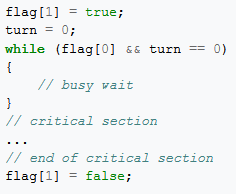 flag[1] = true;
turn = 0;
while (flag[0] && turn == 0)
{
// busy wait
}
// critical section
...
// end of critical section
flag[1] = false;